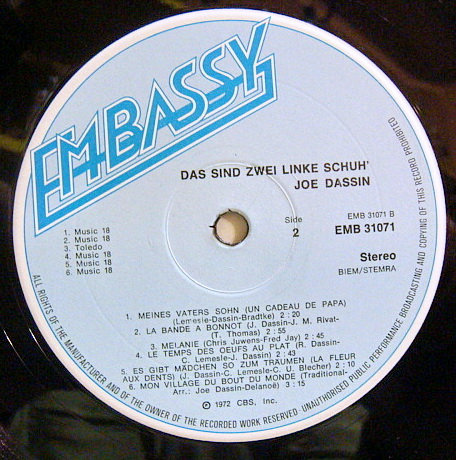 EMBASSY
DAS SIND ZWEI LINKE SCHUH'
JOE DASSIN
1. Music 18
2. Music 18
3. Toledo
4. Music 18
5. Music 18
6. Music 18
Side
2
EMB 31071 B
EMB 31071
Stereo
BIEM/STEMRA
1. MEINES VATERS SOHN (UN CADEAU DE PAPA)
(Lemesle-Dassin-Bradtke) 2 : 20
2. LA BANDE A BONNOT (J. Dassin-J. M. Rivat-
T. Thomas) 2 : 55
3. MELANIE (Chris Juwens-Fred Jay) 2 : 45
4. LE TEMPS DES OEUFS AU PLAT (R. Dassin-
C. Lemesle-J. Dassin) 2 : 43
5. ES GIBT MÄDCHEN SO ZUM TRÄUMEN (LA FLEUR
AUX DENTS) (J. Dassin-C. Lemesle-C. U. Blecher) 2 : 10
6. MON VILLAGE DU BOUT DU MONDE (Traditional-
Arr.: Joe Dassin-Delanoë) 3 : 15
℗ 1972 CBS, Inc.
ALL RIGHTS OF THE MANUFACTURER AND OF THE OWNER OF THE RECORDED WORK RESERVED · UNAUTHORISED PUBLIC PERFORMANCE BROADCASTING AND COPYING OF THIS RECORD PROHIBITED